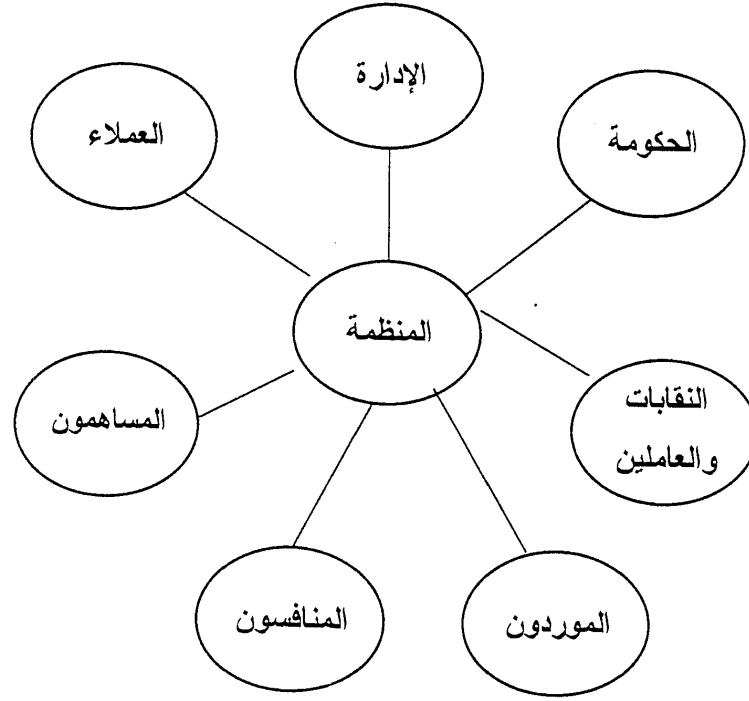 الإدارة
الحكومة
العملاء
المنظمة
النقابات
والعاملين
المساهمون
الموردون
المنافسون